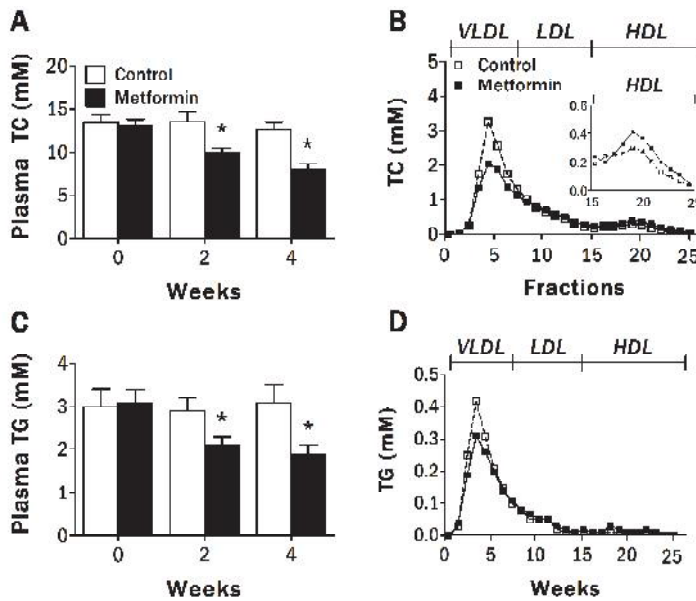 A
Plasma TC (mM)
20
15
10
5
0
Control
Metformin
*
*
0 2 4
Weeks
B
VLDL LDL HDL
TC (mM)
5
4
3
2
1
0
Control
Metformin
HDL
0.6
0.4
0.2
0.0
15 20 25
0 5 10 15 20 25
Fractions
C
Plasma TG (mM)
4
3
2
1
0
*
*
0 2 4
Weeks
D
VLDL LDL HDL
TG (mM)
0.5
0.4
0.3
0.2
0.1
0.0
0 5 10 15 20 25
Weeks